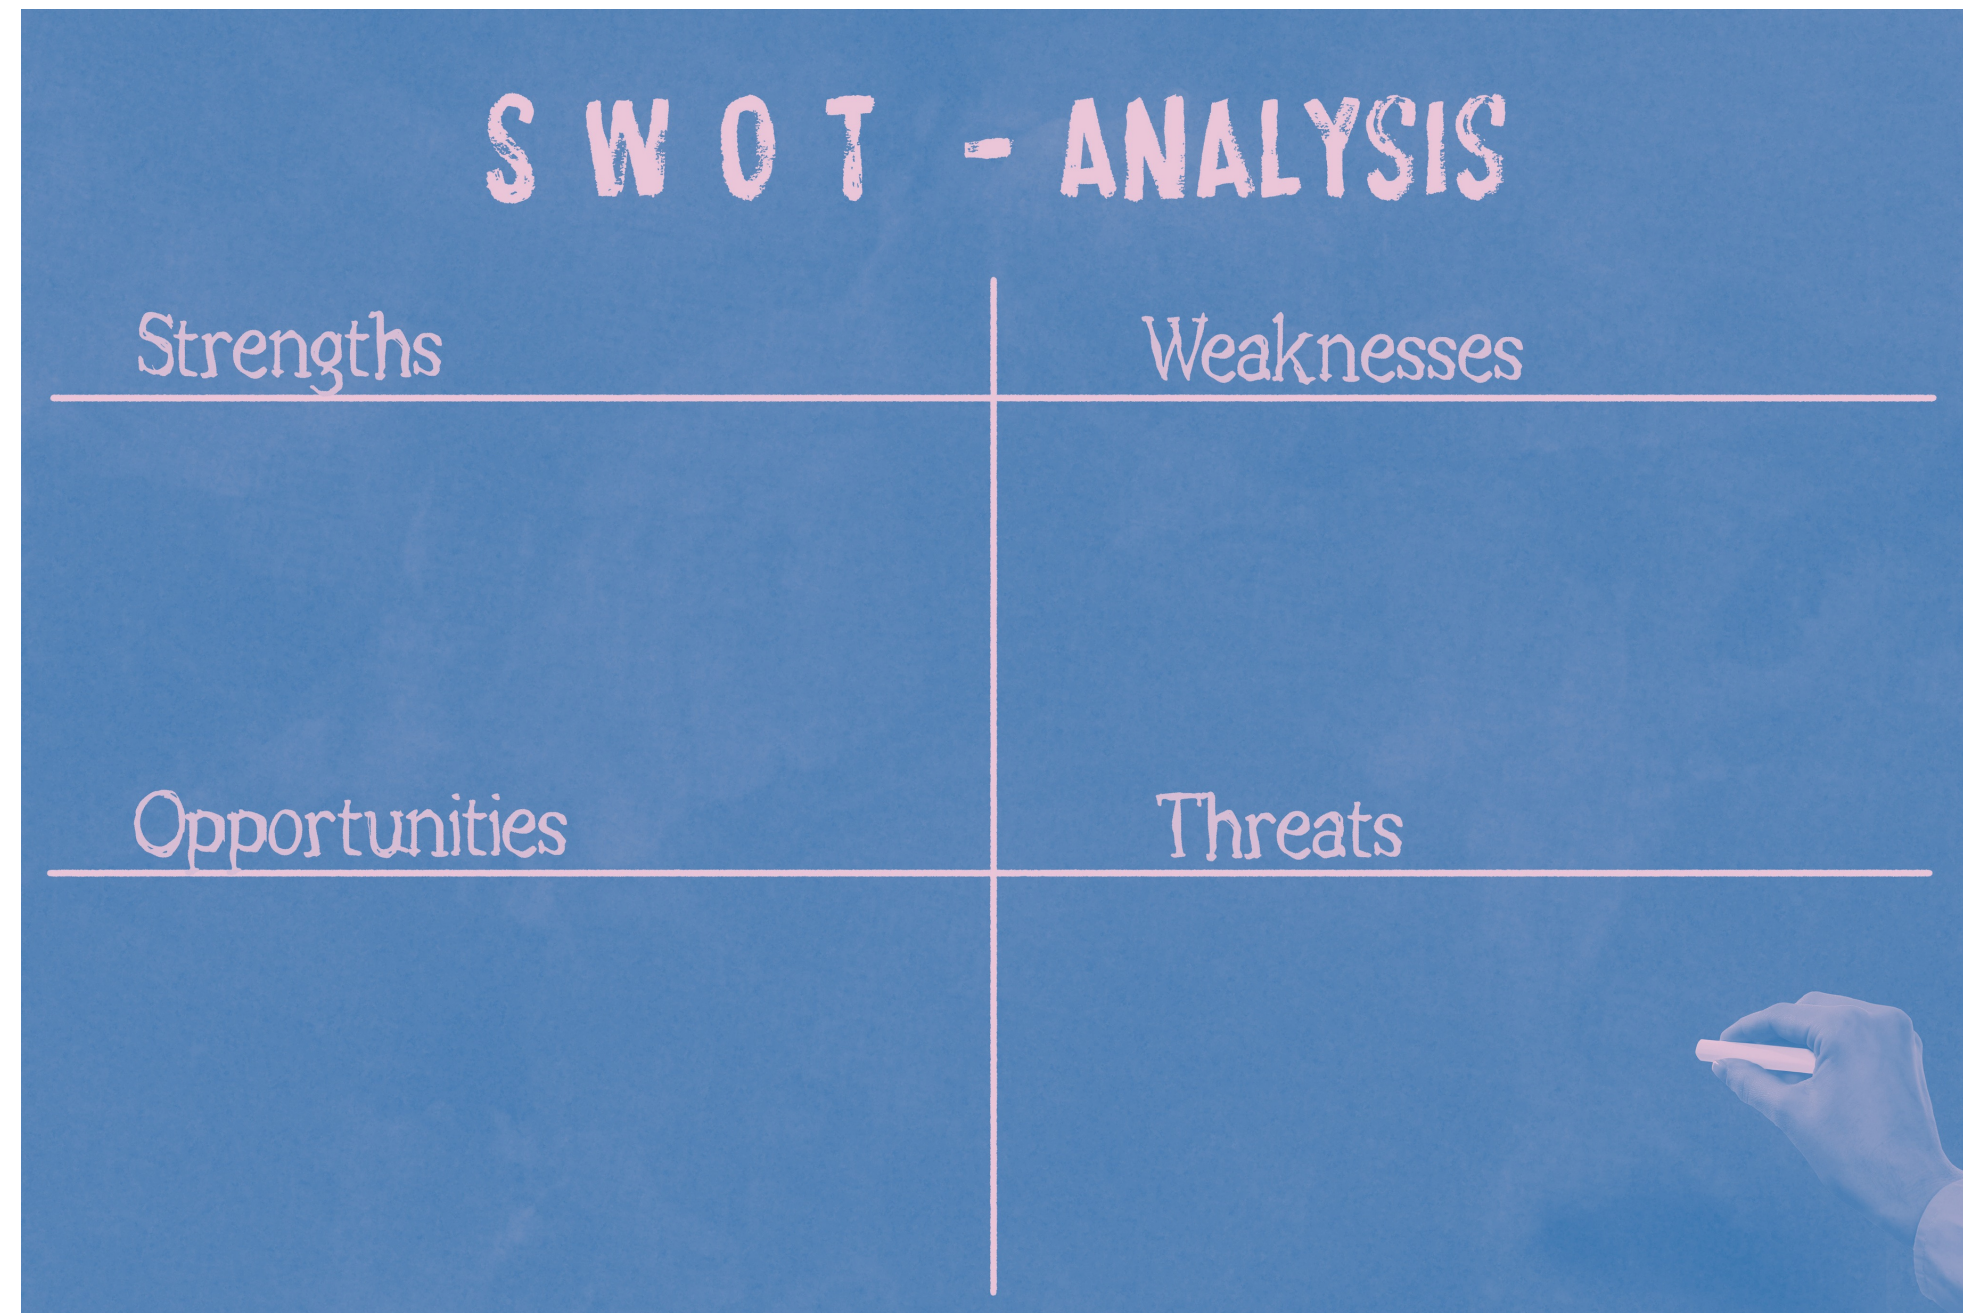 S W O T - ANALYSIS
Strengths
Weaknesses
Opportunities
Threats